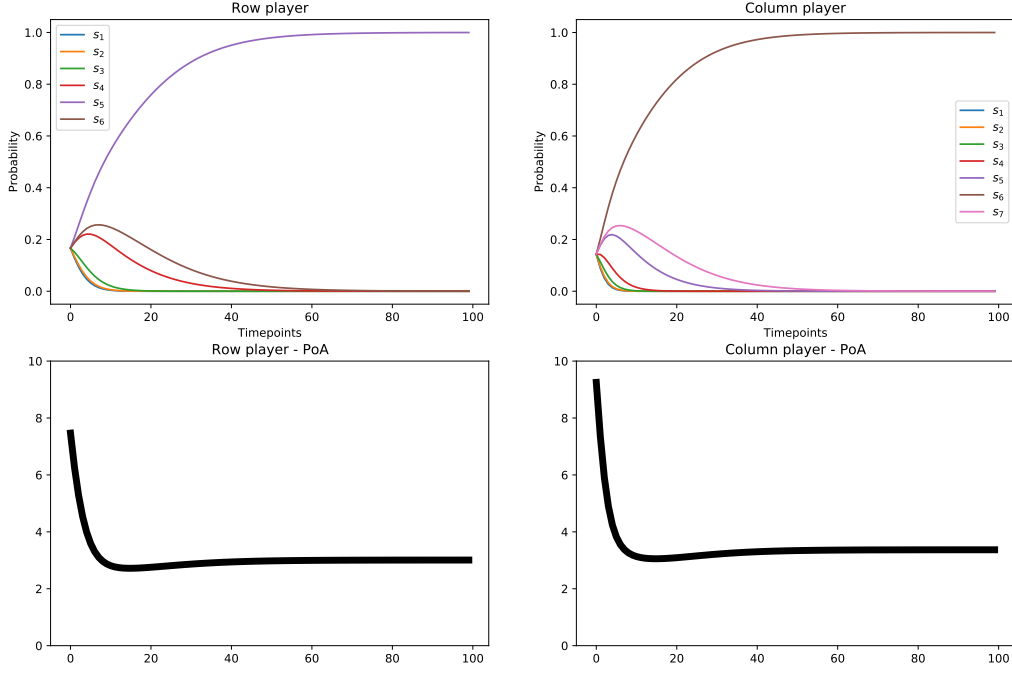 Row player
1.0
0.8
0.6
0.4
0.2
0.0
Probability
s1
s2
s3
s4
s5
s6
0
20
40
60
80
100
Timepoints
Column player
1.0
0.8
0.6
0.4
0.2
0.0
Probability
s1
s2
s3
s4
s5
s6
s7
0
20
40
60
80
100
Timepoints
Row player - PoA
10
8
6
4
2
0
0
20
40
60
80
100
Column player - PoA
10
8
6
4
2
0
0
20
40
60
80
100